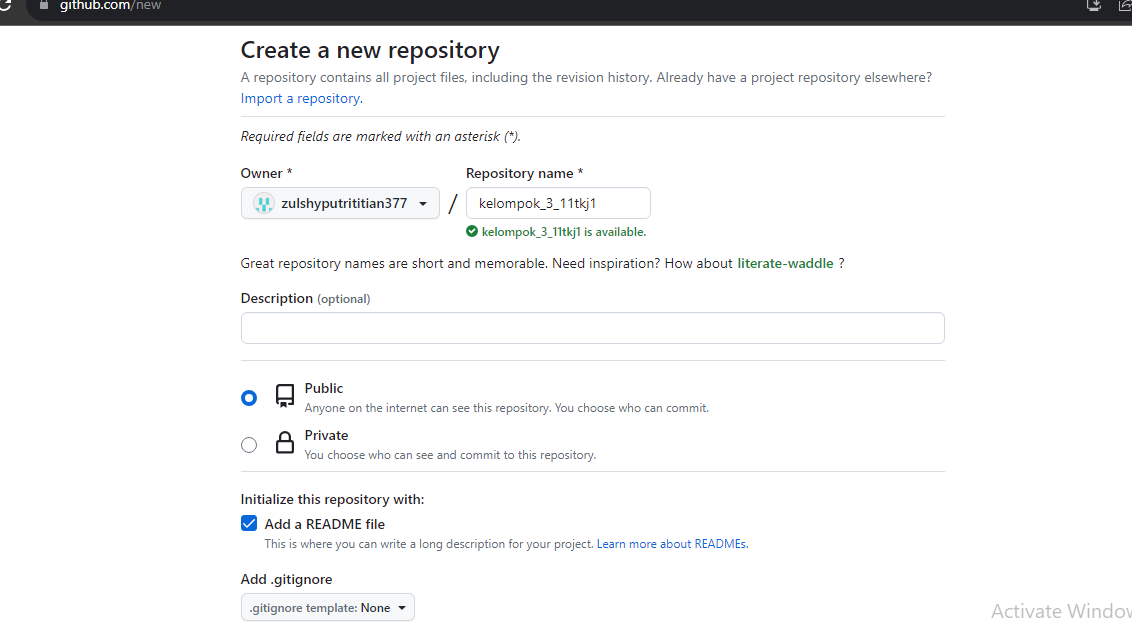 github.com/new
Create a new repository
A repository contains all project files, including the revision history. Already have a project repository elsewhere?
Import a repository.
Required fields are marked with an asterisk (*).
Owner * Repository name *
zulshyputrititian377 / kelompok_3_11tkj1
kelompok_3_11tkj1 is available.
Great repository names are short and memorable. Need inspiration? How about literate-waddle ?
Description (optional)
Public
Anyone on the internet can see this repository. You choose who can commit.
Private
You choose who can see and commit to this repository.
Initialize this repository with:
Add a README file
This is where you can write a long description for your project. Learn more about READMEs.
Add .gitignore
.gitignore template: None
Activate Window